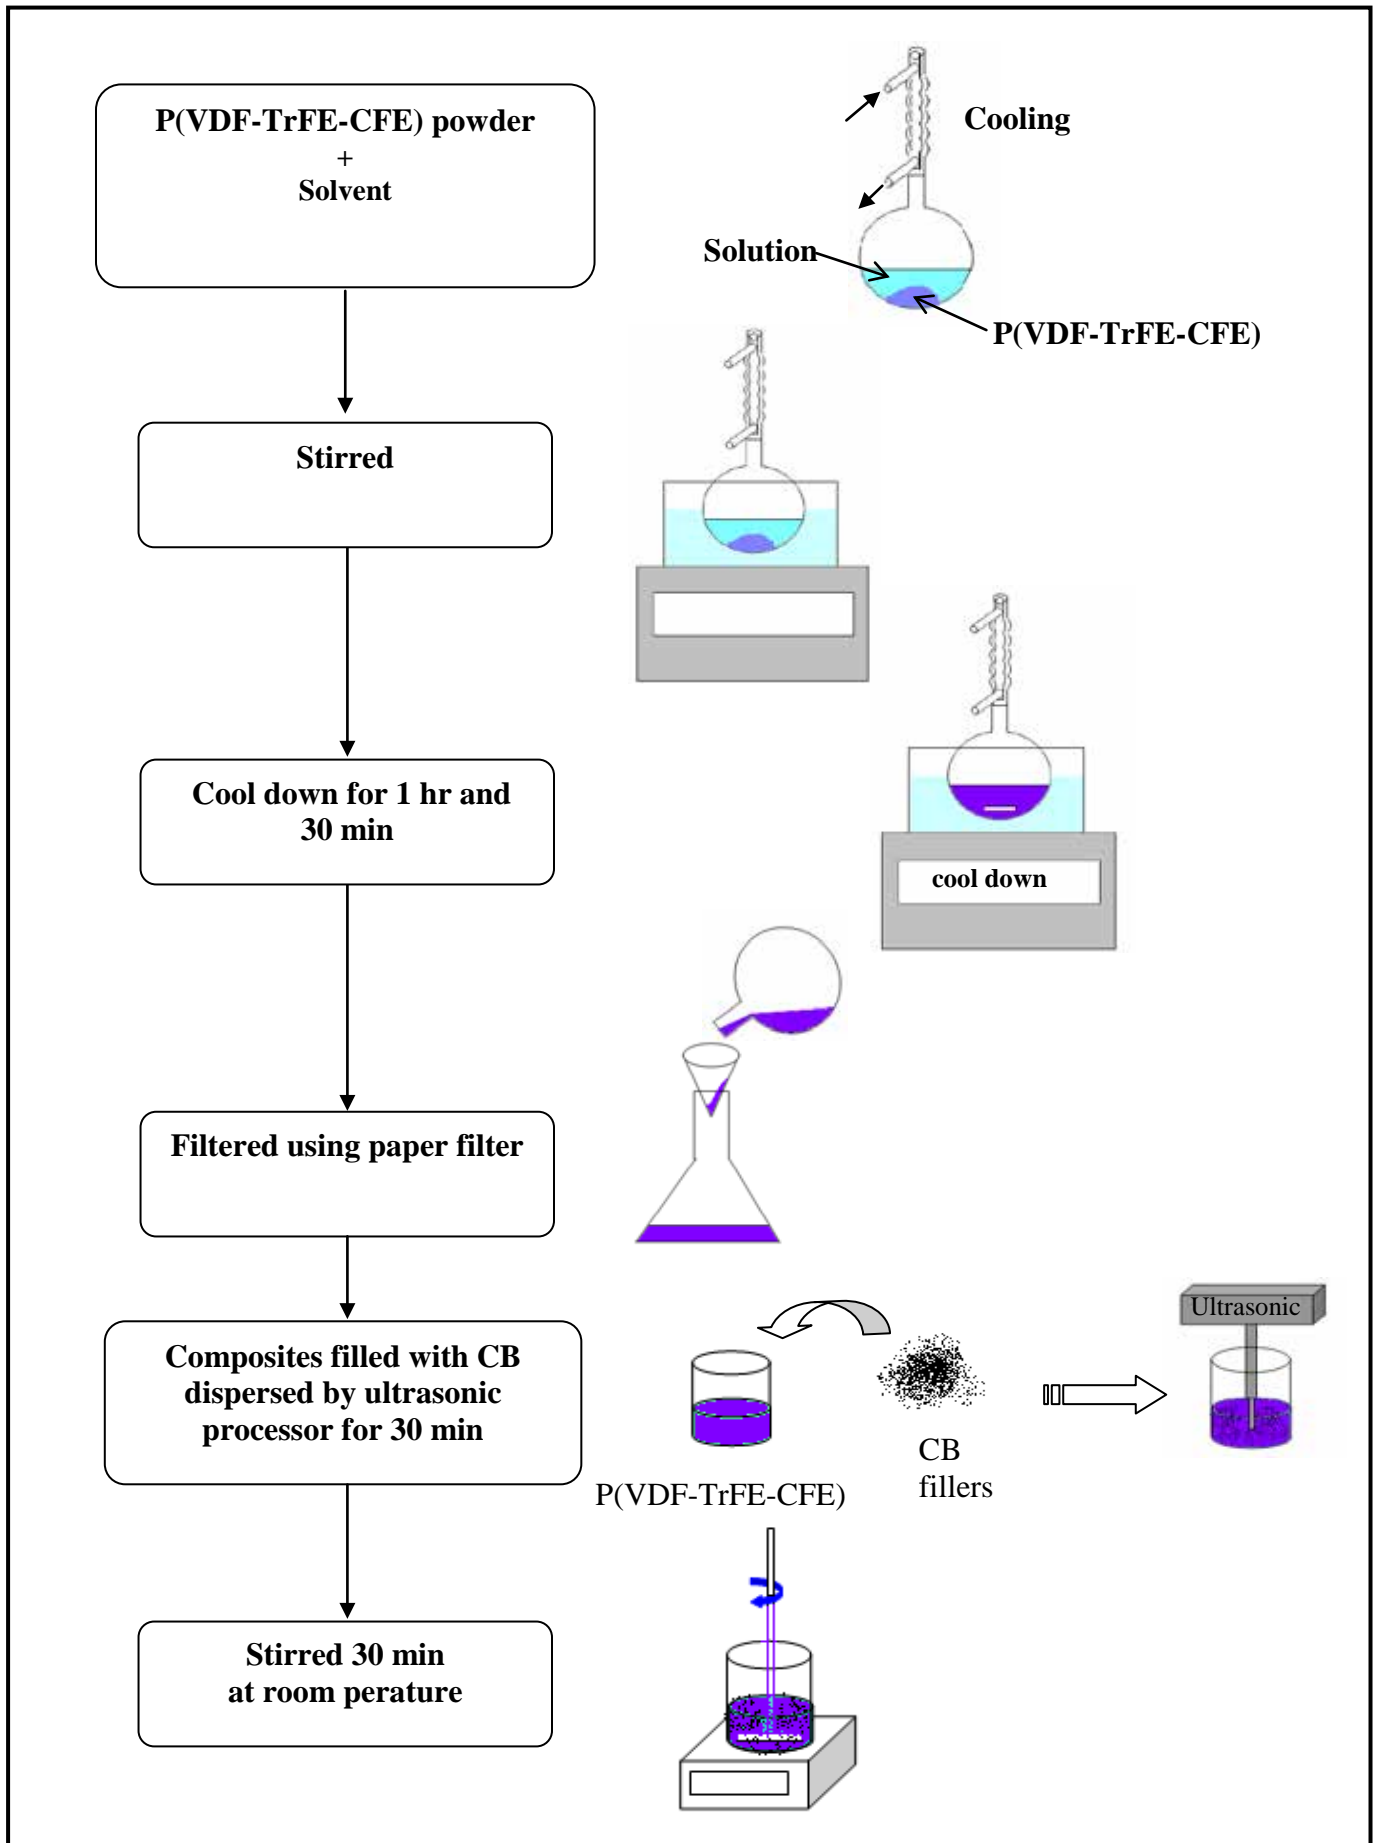 P(VDF-TrFE-CFE) powder
+
Solvent
Cooling
Solution
P(VDF-TrFE-CFE)
Stirred
Cool down for 1 hr and
30 min
cool down
Filtered using paper filter
Composites filled with CB
dispersed by ultrasonic
processor for 30 min
P(VDF-TrFE-CFE)
CB
fillers
Ultrasonic
Stirred 30 min
at room perature